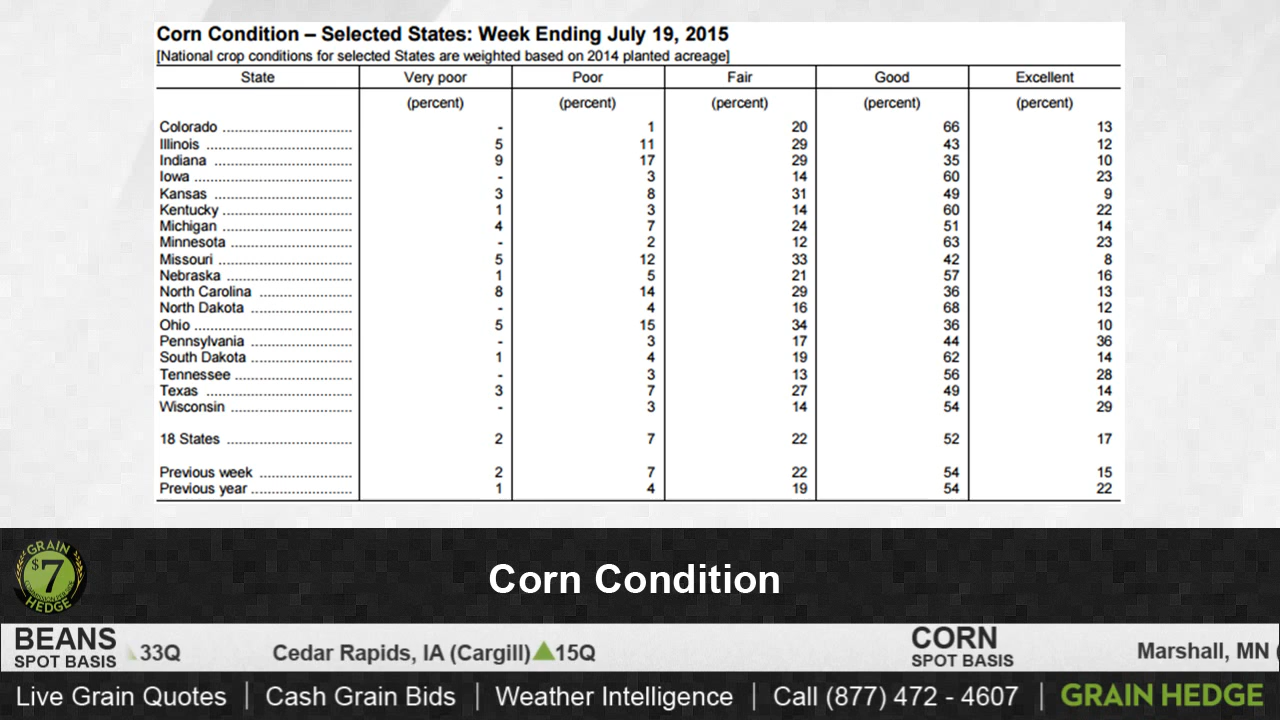 Corn Condition – Selected States: Week Ending July 19, 2015
[National crop conditions for selected States are weighted based on 2014 planted acreage]
State Very poor Poor Fair Good Excellent
(percent) (percent) (percent) (percent) (percent)
Colorado ................................ - 1 20 66 13
Illinois ................................ 5 11 29 43 12
Indiana ................................ 9 17 29 35 10
Iowa ................................ - 3 14 60 23
Kansas ................................ 3 8 31 49 9
Kentucky ................................ 1 3 14 60 22
Michigan ................................ 4 7 24 51 14
Minnesota ................................ - 2 12 63 23
Missouri ................................ 5 12 33 42 8
Nebraska ................................ 1 5 21 57 16
North Carolina ........................ 8 14 29 36 13
North Dakota .......................... - 4 16 68 12
Ohio ................................ 5 15 34 36 10
Pennsylvania ........................... - 3 17 44 36
South Dakota .......................... 1 4 19 62 14
Tennessee ............................. - 3 13 56 28
Texas ................................ 3 7 27 49 14
Wisconsin .............................. - 3 14 54 29
18 States ............................... 2 7 22 52 17
Previous week ........................ 2 7 22 54 15
Previous year .......................... 1 4 19 54 22
GRAIN
$7
HEDGE
Corn Condition
BEANS
SPOT BASIS
33Q
Cedar Rapids, IA (Cargill) ▲15Q
CORN
SPOT BASIS
Marshall, MN (
Live Grain Quotes | Cash Grain Bids | Weather Intelligence | Call (877) 472 - 4607 | GRAIN HEDGE